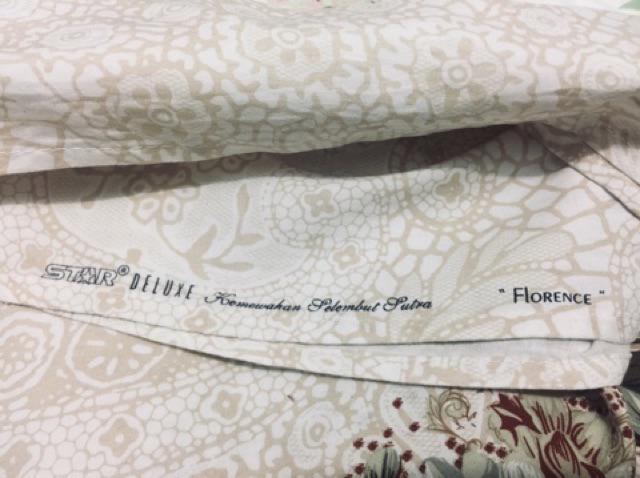 STAR® DELUXE Kemewahan Selembut Sutra " FLORENCE "